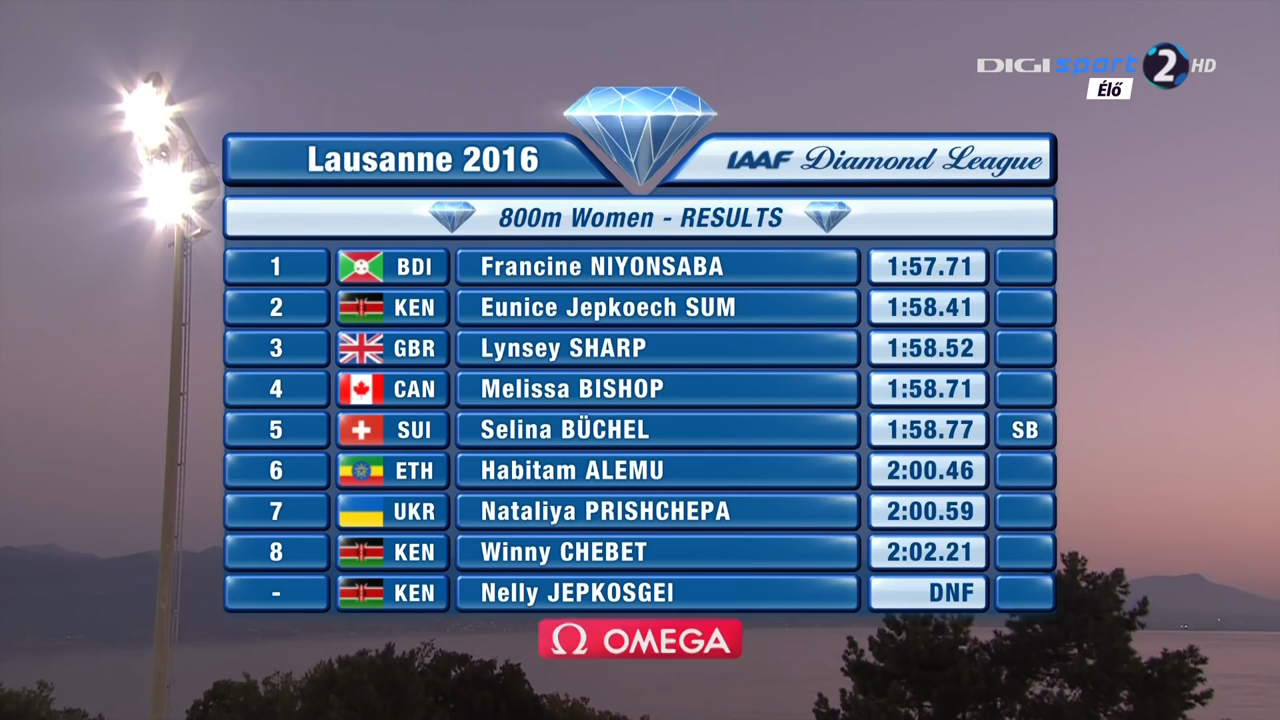 DIGI sport 2 HD
Élő
Lausanne 2016 IAAF Diamond League
800m Women - RESULTS
1 BDI Francine NIYONSABA 1:57.71
2 KEN Eunice Jepkoech SUM 1:58.41
3 GBR Lynsey SHARP 1:58.52
4 CAN Melissa BISHOP 1:58.71
5 SUI Selina BÜCHEL 1:58.77 SB
6 ETH Habitam ALEMU 2:00.46
7 UKR Nataliya PRISHCHEPA 2:00.59
8 KEN Winny CHEBET 2:02.21
- KEN Nelly JEPKOSGEI DNF
Ω OMEGA